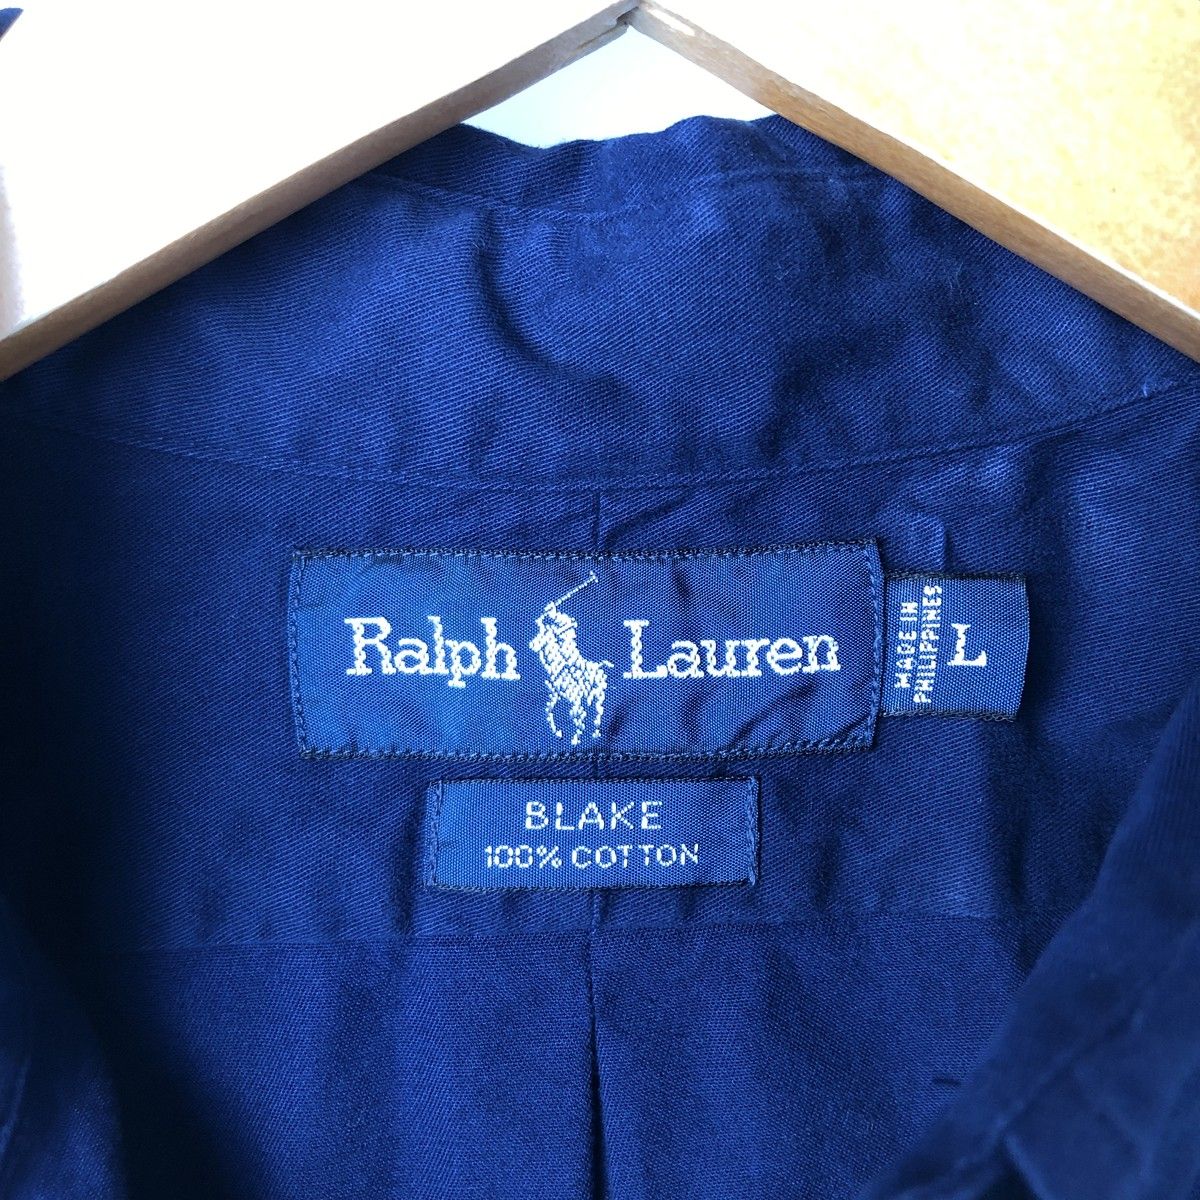 Ralph Lauren
MADE IN
PHILIPPINES
L
BLAKE
100% COTTON